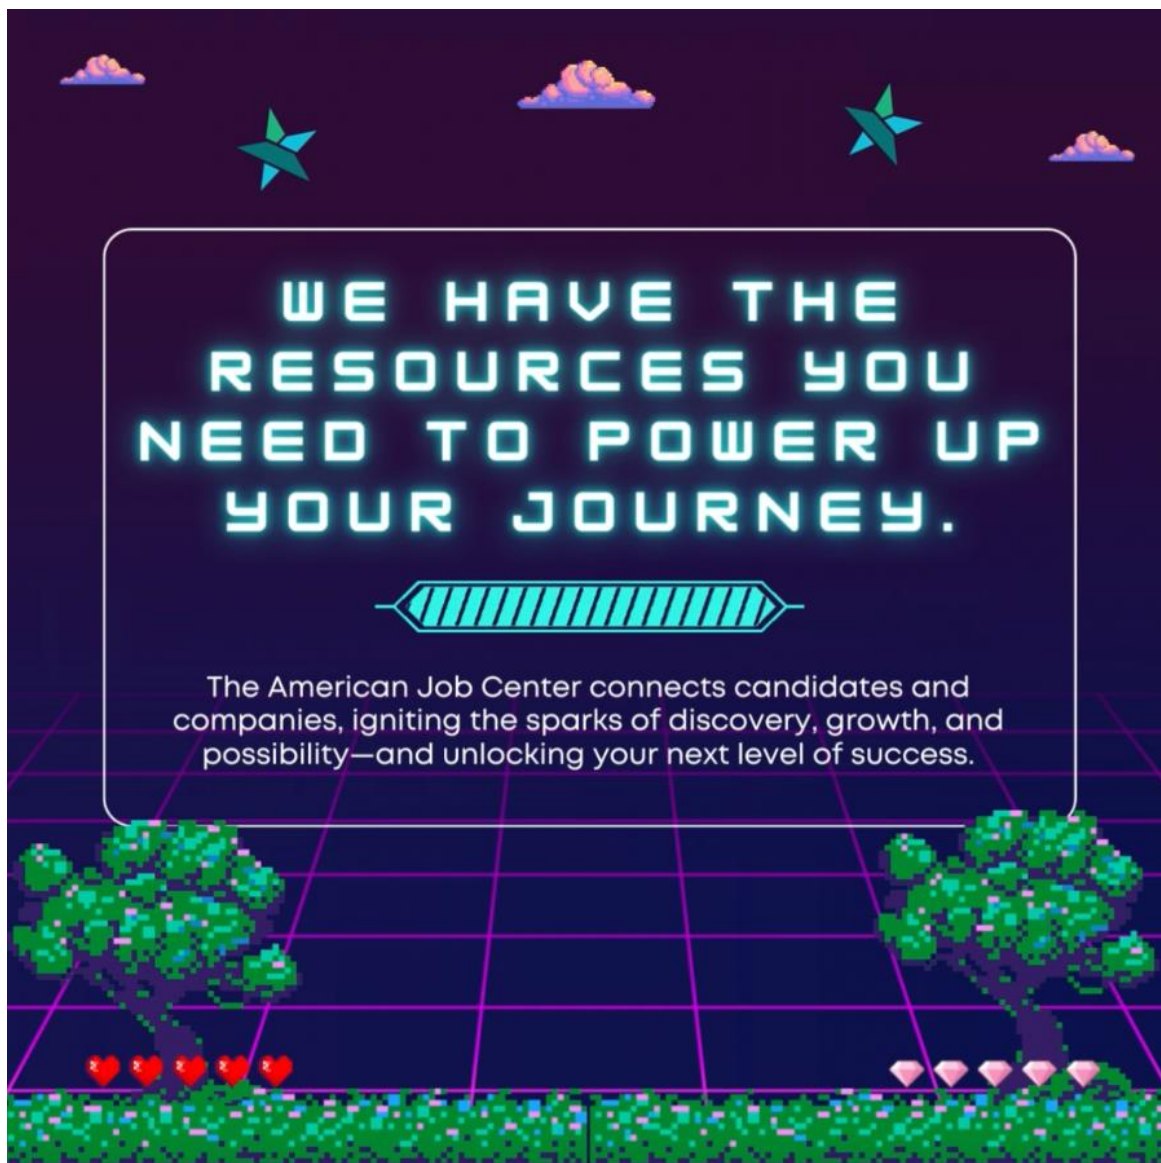 WE HAVE THE
RESOURCES YOU
NEED TO POWER UP
YOUR JOURNEY.
The American Job Center connects candidates and
companies, igniting the sparks of discovery, growth, and
possibility—and unlocking your next level of success.